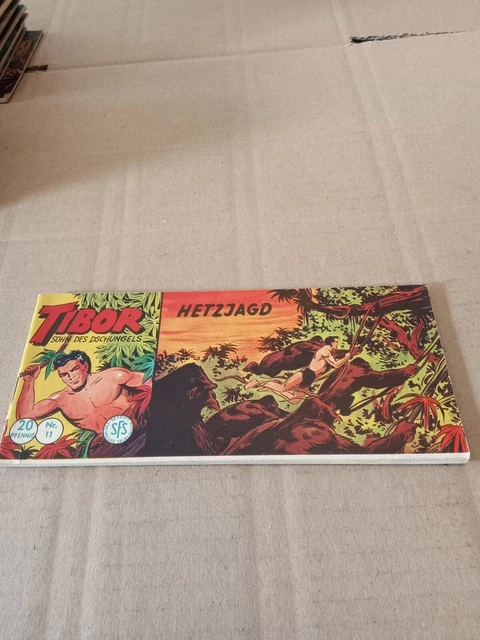 TIBOR
SOHN DES DSCHUNGELS
HETZJAGD
20
PFENNIG
Nr.
11
SFS